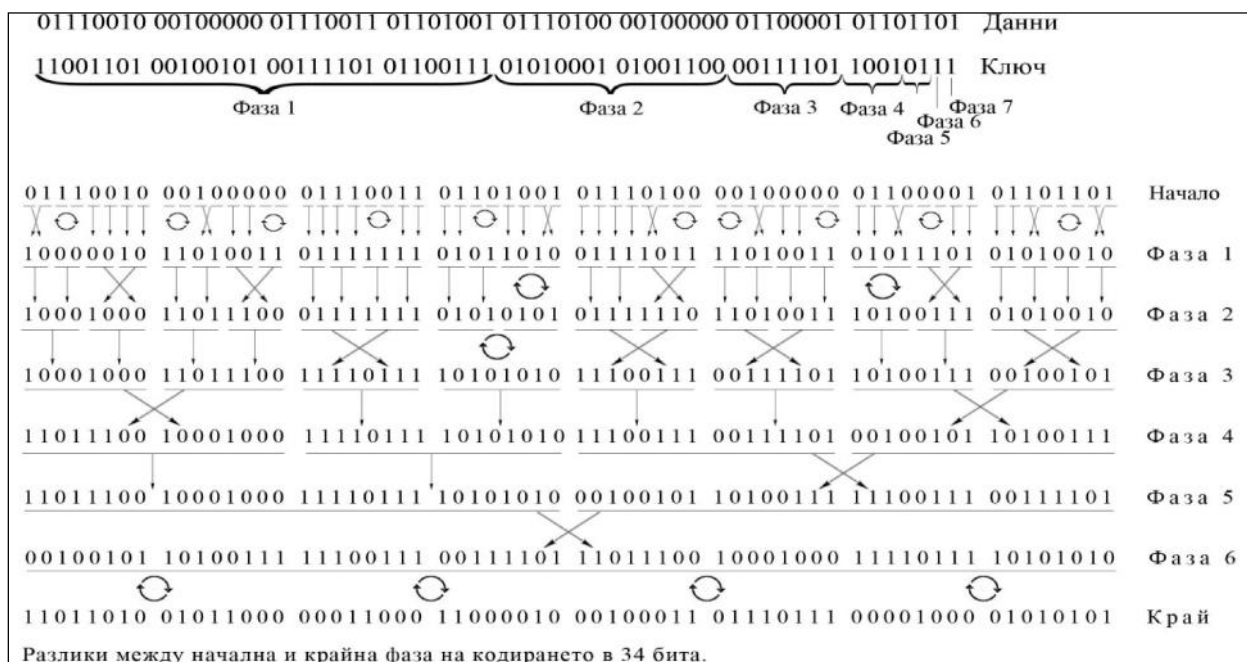 01110010 00100000 01110011 01101001 01110100 00100000 01100001 01101101 Данни
11001101 00100101 00111101 01100111 01010001 01001100 00111101 10010111 Ключ
Фаза 1 Фаза 2 Фаза 3 Фаза 4 Фаза 7
Фаза 6
Фаза 5
01110010 00100000 01110011 01101001 01110100 00100000 01100001 01101101 Начало
10000010 11010011 01111111 01011010 01111011 11010011 01011101 01010010 Фаза 1
10001000 11011100 01111111 01010101 01111110 11010011 10100111 01010010 Фаза 2
10001000 11011100 11110111 10101010 11100111 00111101 10100111 00100101 Фаза 3
11011100 10001000 11110111 10101010 11100111 00111101 00100101 10100111 Фаза 4
11011100 10001000 11110111 10101010 00100101 10100111 11100111 00111101 Фаза 5
00100101 10100111 11100111 00111101 11011100 10001000 11110111 10101010 Фаза 6
11011010 01011000 00011000 11000010 00100011 01110111 00001000 01010101 Край
Разлики между начална и крайна фаза на кодирането в 34 бита.